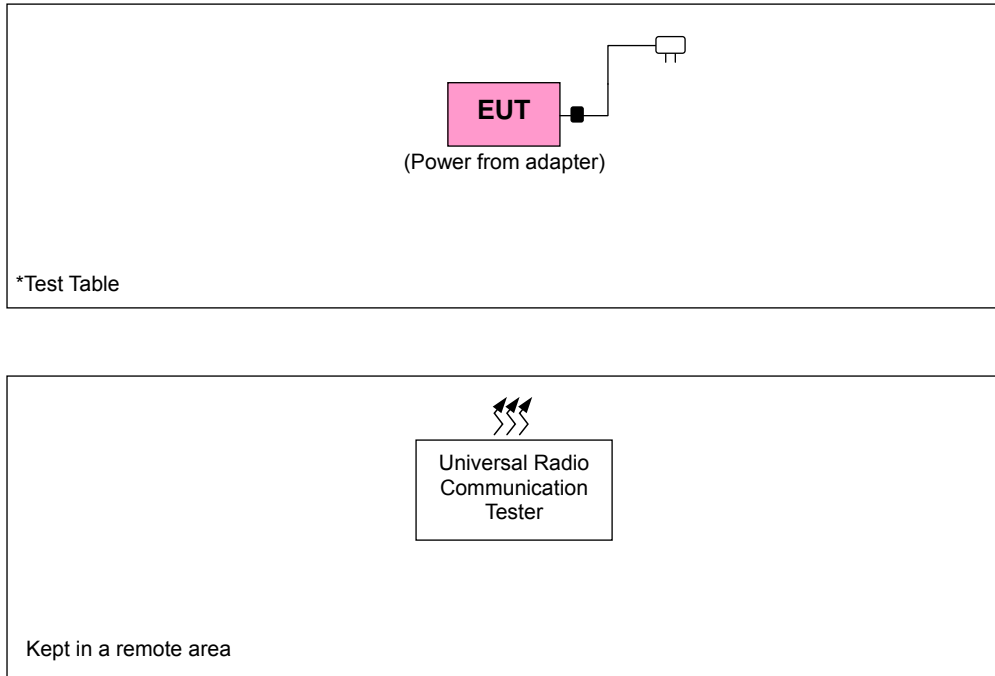 EUT
(Power from adapter)
*Test Table
Universal Radio
Communication
Tester
Kept in a remote area